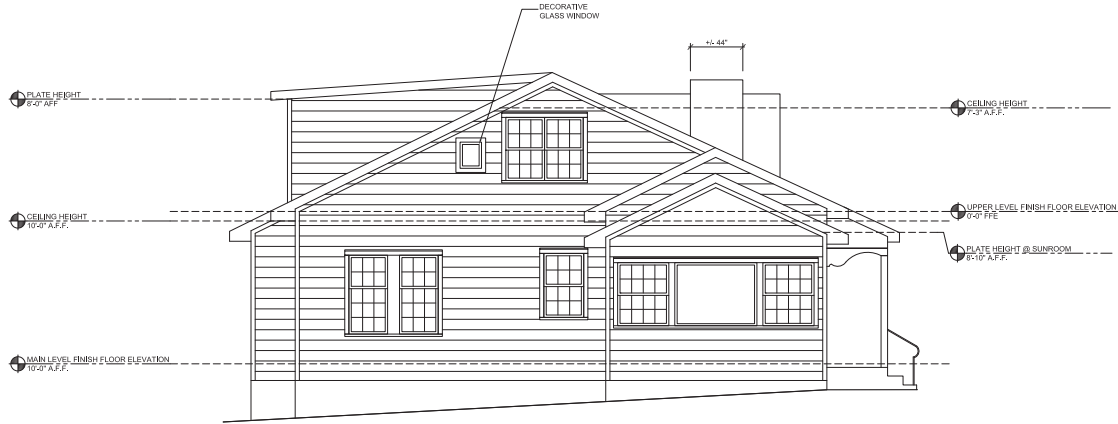 DECORATIVE
GLASS WINDOW
+/- 44"
PLATE HEIGHT
8'-0" AFF
CEILING HEIGHT
7'-3" A.F.F.
CEILING HEIGHT
10'-0" A.F.F.
UPPER LEVEL FINISH FLOOR ELEVATION
0'-0" FFE
PLATE HEIGHT @ SUNROOM
8'-10" A.F.F.
MAIN LEVEL FINISH FLOOR ELEVATION
10'-0" A.F.F.